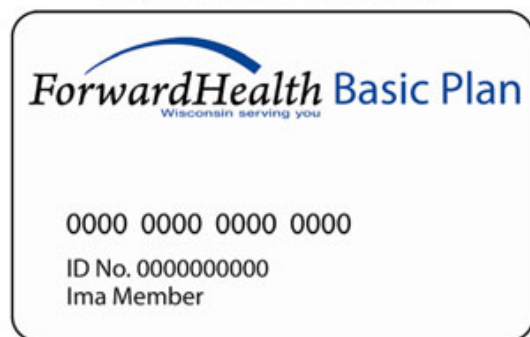 ForwardHealth Basic Plan
Wisconsin serving you
0000 0000 0000 0000
ID No. 0000000000
Ima Member